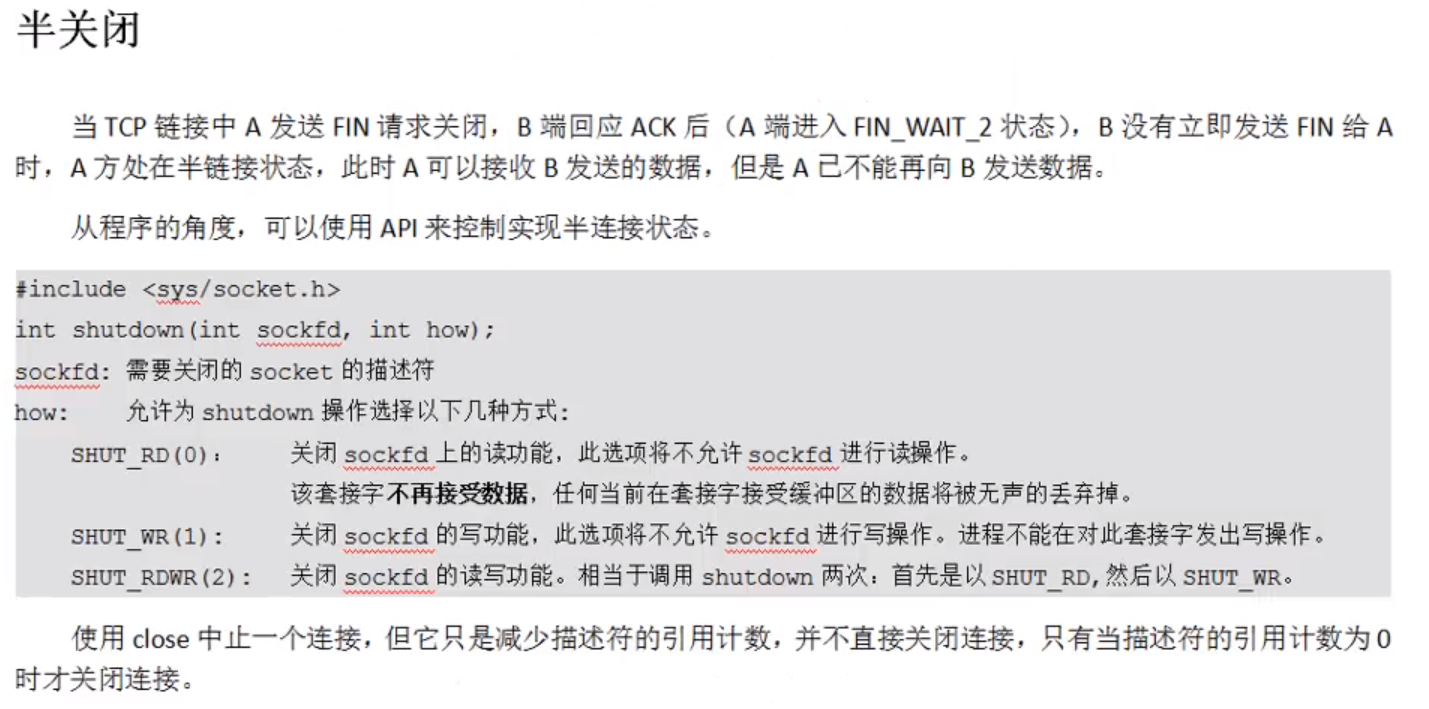 半关闭
当 TCP 链接中 A 发送 FIN 请求关闭，B 端回应 ACK 后（A 端进入 FIN_WAIT_2 状态），B 没有立即发送 FIN 给 A
时，A 方处在半链接状态，此时 A 可以接收 B 发送的数据，但是 A 已不能再向 B 发送数据。
从程序的角度，可以使用 API 来控制实现半连接状态。
#include <sys/socket.h>
int shutdown(int sockfd, int how);
sockfd: 需要关闭的 socket 的描述符
how: 允许为 shutdown 操作选择以下几种方式:
SHUT_RD(0): 关闭 sockfd 上的读功能，此选项将不允许 sockfd 进行读操作。
该套接字不再接受数据，任何当前在套接字接受缓冲区的数据将被无声的丢弃掉。
SHUT_WR(1): 关闭 sockfd 的写功能，此选项将不允许 sockfd 进行写操作。进程不能在对此套接字发出写操作。
SHUT_RDWR(2): 关闭 sockfd 的读写功能。相当于调用 shutdown 两次：首先是以 SHUT_RD,然后以 SHUT_WR。
使用 close 中止一个连接，但它只是减少描述符的引用计数，并不直接关闭连接，只有当描述符的引用计数为 0
时才关闭连接。